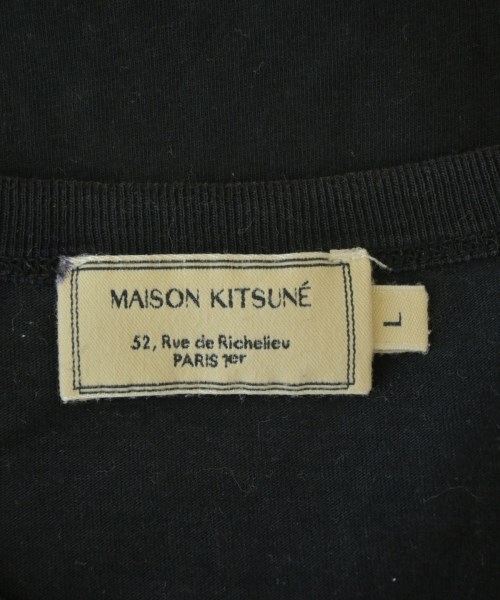 MAISON KITSUNÉ
52, Rue de Richelieu
PARIS 1er
L